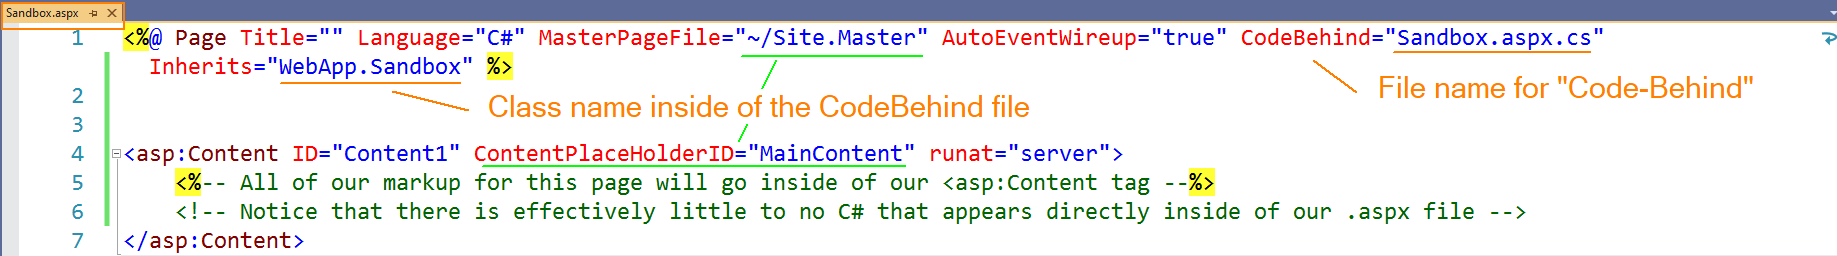 Sandbox.aspx
1 <%@ Page Title="" Language="C#" MasterPageFile="~/Site.Master" AutoEventWireup="true" CodeBehind="Sandbox.aspx.cs"
Inherits="WebApp.Sandbox" %>
File name for "Code-Behind"
2
Class name inside of the CodeBehind file
3
4 <asp:Content ID="Content1" ContentPlaceHolderID="MainContent" runat="server">
5 <%-- All of our markup for this page will go inside of our <asp:Content tag --%>
6 <!-- Notice that there is effectively little to no C# that appears directly inside of our .aspx file -->
7 </asp:Content>